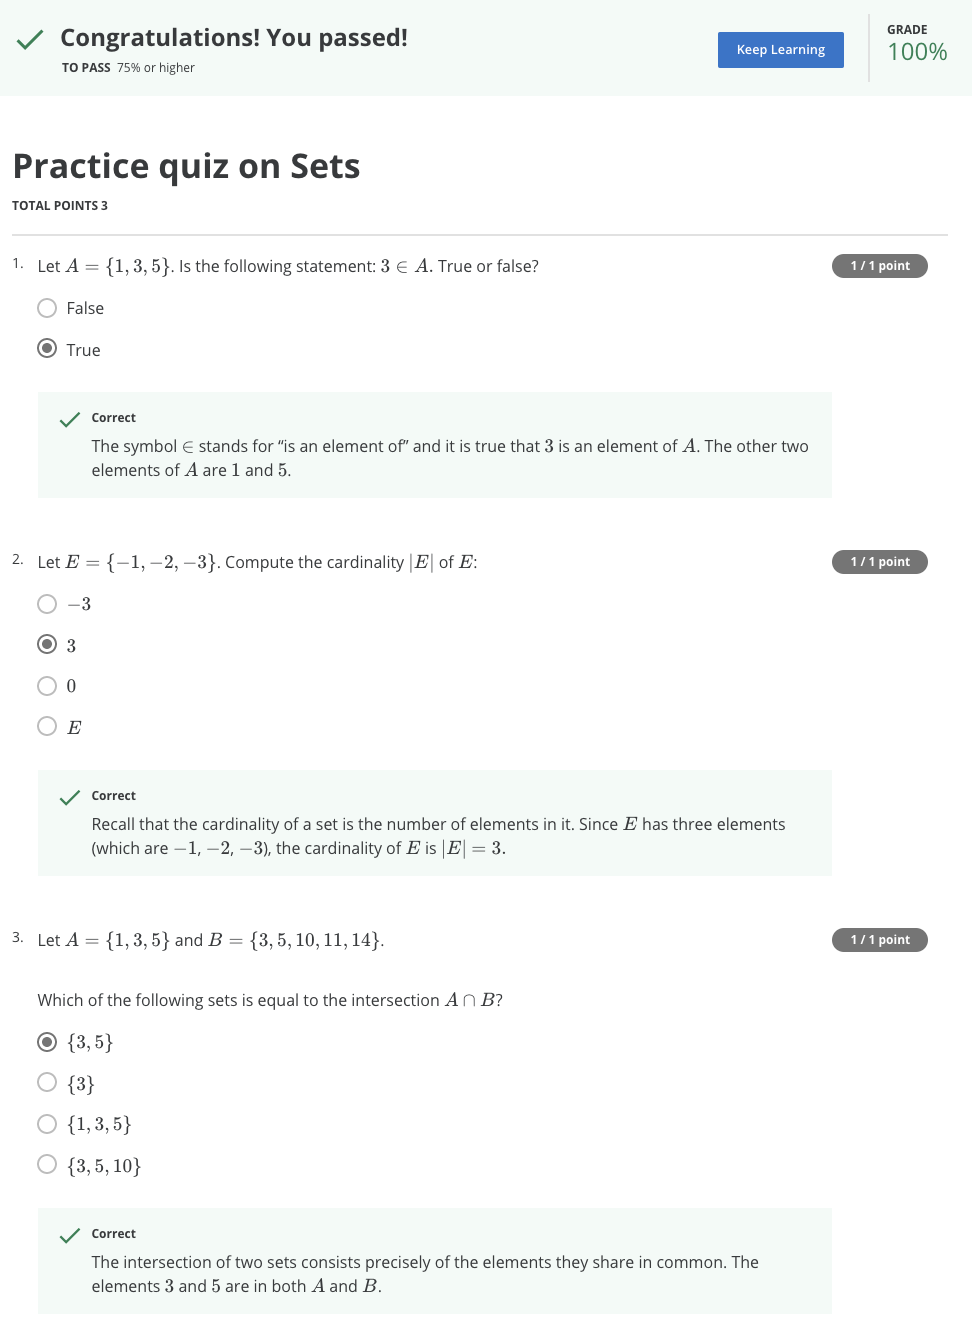 Congratulations! You passed!
TO PASS 75% or higher
Keep Learning
GRADE
100%
Practice quiz on Sets
TOTAL POINTS 3
1. Let A = {1, 3, 5}. Is the following statement: 3 ∈ A. True or false?
1 / 1 point
False
True
Correct
The symbol ∈ stands for “is an element of” and it is true that 3 is an element of A. The other two
elements of A are 1 and 5.
2. Let E = {−1, −2, −3}. Compute the cardinality |E| of E:
1 / 1 point
−3
3
0
E
Correct
Recall that the cardinality of a set is the number of elements in it. Since E has three elements
(which are −1, −2, −3), the cardinality of E is |E| = 3.
3. Let A = {1, 3, 5} and B = {3, 5, 10, 11, 14}.
1 / 1 point
Which of the following sets is equal to the intersection A ∩ B?
{3, 5}
{3}
{1, 3, 5}
{3, 5, 10}
Correct
The intersection of two sets consists precisely of the elements they share in common. The
elements 3 and 5 are in both A and B.